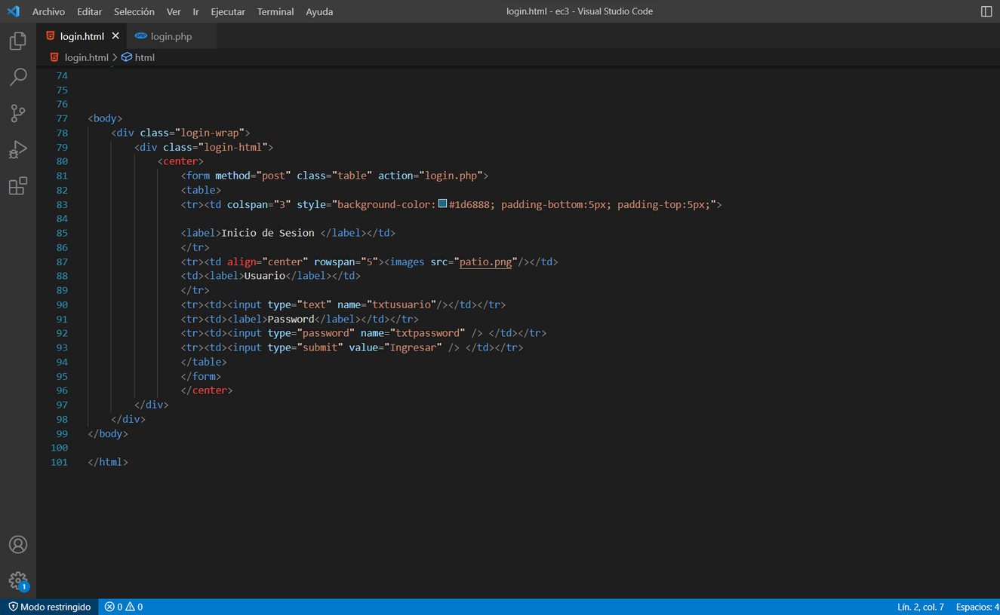 Archivo Editar Selección Ver Ir Ejecutar Terminal Ayuda login.html - ec3 - Visual Studio Code
login.html login.php
login.html > html
74
75
76
77 <body>
78 <div class="login-wrap">
79 <div class="login-html">
80 <center>
81 <form method="post" class="table" action="login.php">
82 <table>
83 <tr><td colspan="3" style="background-color:#1d6888; padding-bottom:5px; padding-top:5px;">
84
85 <label>Inicio de Sesion </label></td>
86 </tr>
87 <tr><td align="center" rowspan="5"><images src="patio.png"/></td>
88 <td><label>Usuario</label></td>
89 </tr>
90 <tr><td><input type="text" name="txtusuario"/></td></tr>
91 <tr><td><label>Password</label></td></tr>
92 <tr><td><input type="password" name="txtpassword" /> </td></tr>
93 <tr><td><input type="submit" value="Ingresar" /> </td></tr>
94 </table>
95 </form>
96 </center>
97 </div>
98 </div>
99 </body>
100
101 </html>
1
Modo restringido 0 0 Lín. 2, col. 7 Espacios: 4